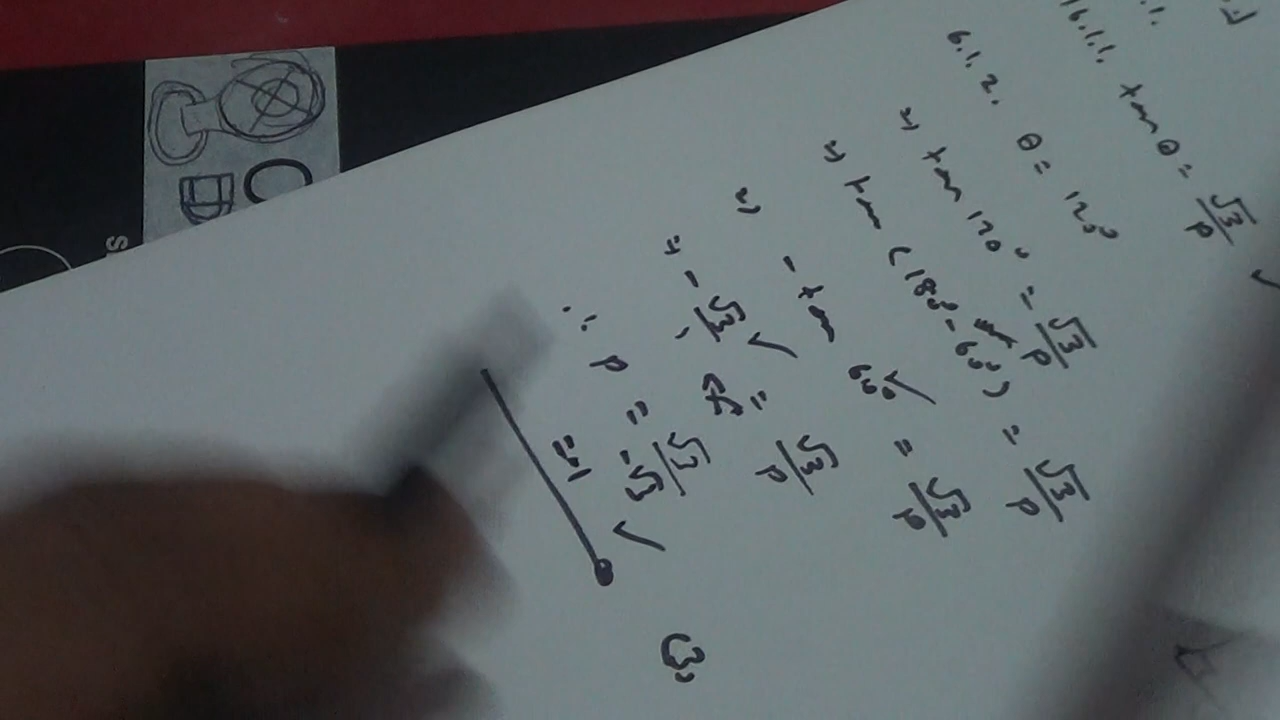 6.1.1. tan θ = √3/p
6.1.2. θ = 120°
⇒ tan 120° = √3/p
⇒ tan (180° - 60°) = √3/p
⇒ - tan 60° = √3/p
⇒ - √3 = √3/p
∴ p = √3/-√3
= -1
(3)